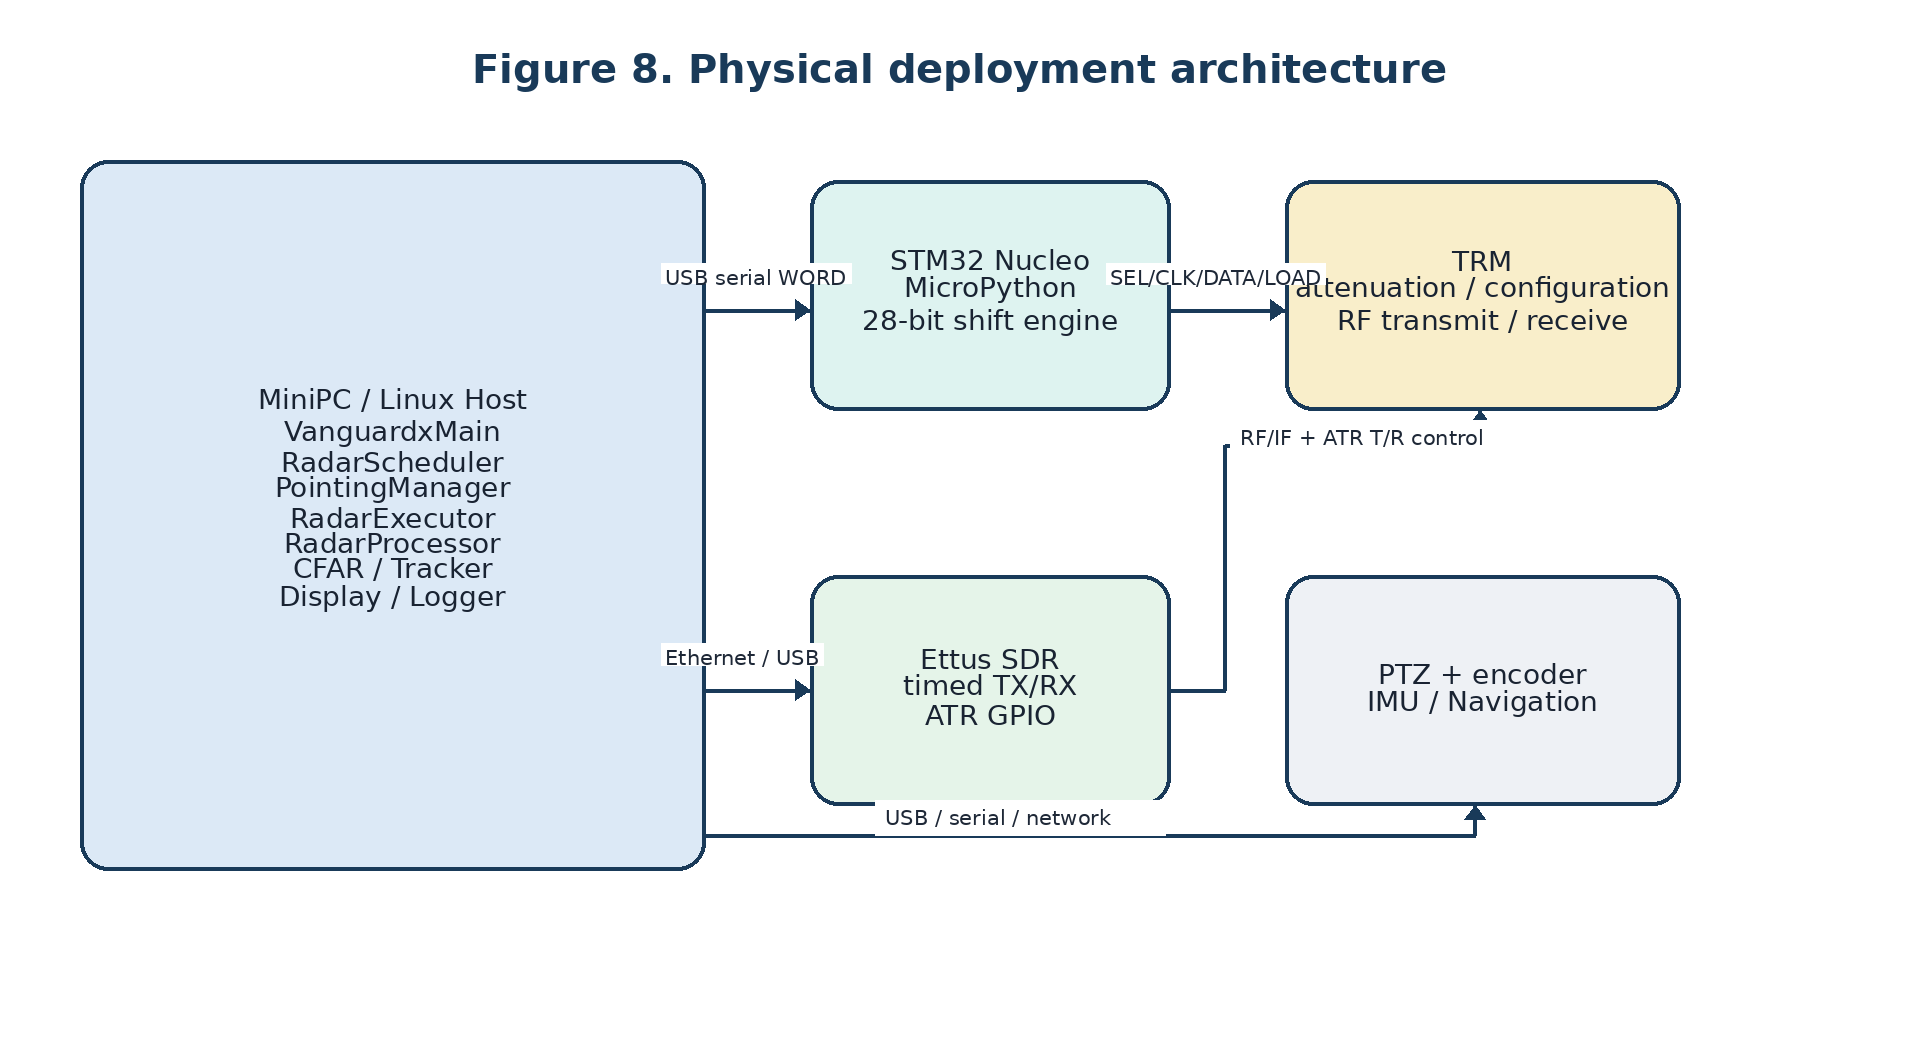 Figure 8. Physical deployment architecture
MiniPC / Linux Host
VanguardxMain
RadarScheduler
PointingManager
RadarExecutor
RadarProcessor
CFAR / Tracker
Display / Logger
USB serial WORD
STM32 Nucleo
MicroPython
28-bit shift engine
SEL/CLK/DATA/LOAD
TRM
attenuation / configuration
RF transmit / receive
RF/IF + ATR T/R control
Ethernet / USB
Ettus SDR
timed TX/RX
ATR GPIO
PTZ + encoder
IMU / Navigation
USB / serial / network